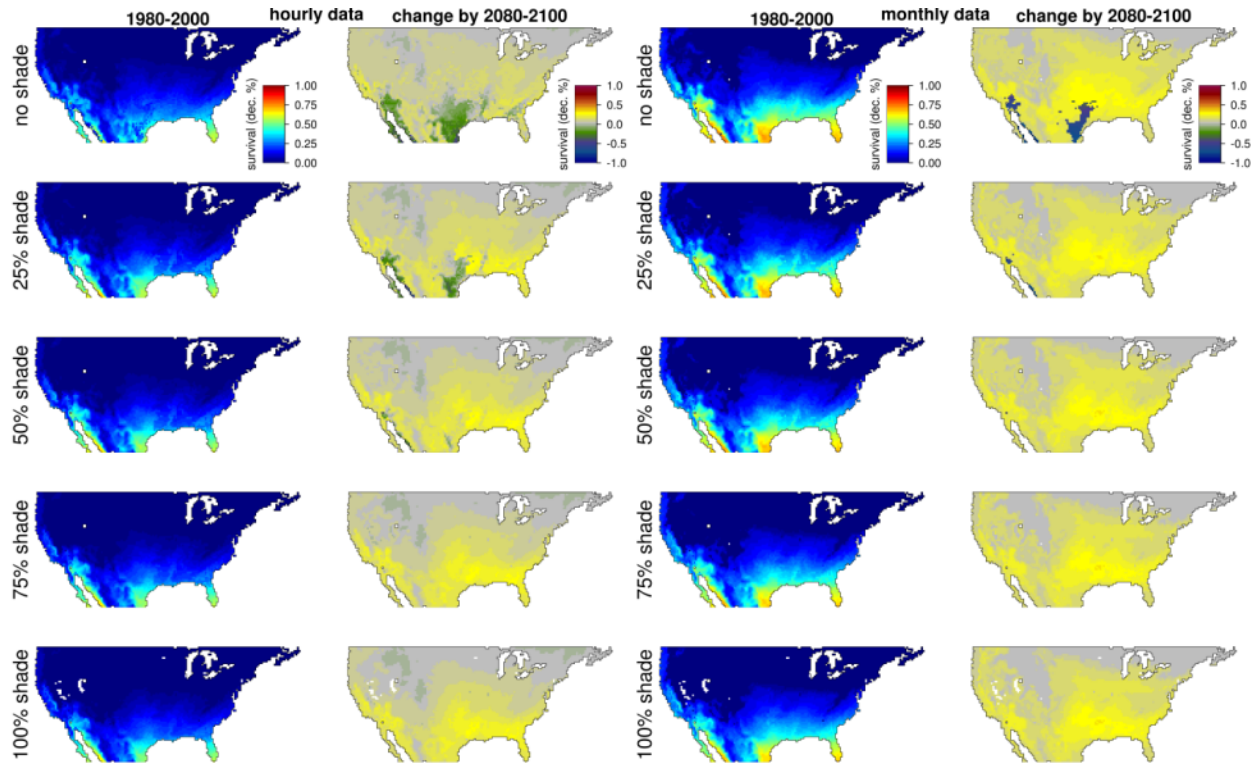 1980-2000 hourly data change by 2080-2100 1980-2000 monthly data change by 2080-2100
no shade
survival (dec. %)
1.00
0.75
0.50
0.25
0.00
survival (dec. %)
1.0
0.5
0.0
-0.5
-1.0
no shade
survival (dec. %)
1.00
0.75
0.50
0.25
0.00
survival (dec. %)
1.0
0.5
0.0
-0.5
-1.0
25% shade
25% shade
50% shade
50% shade
75% shade
75% shade
100% shade
100% shade